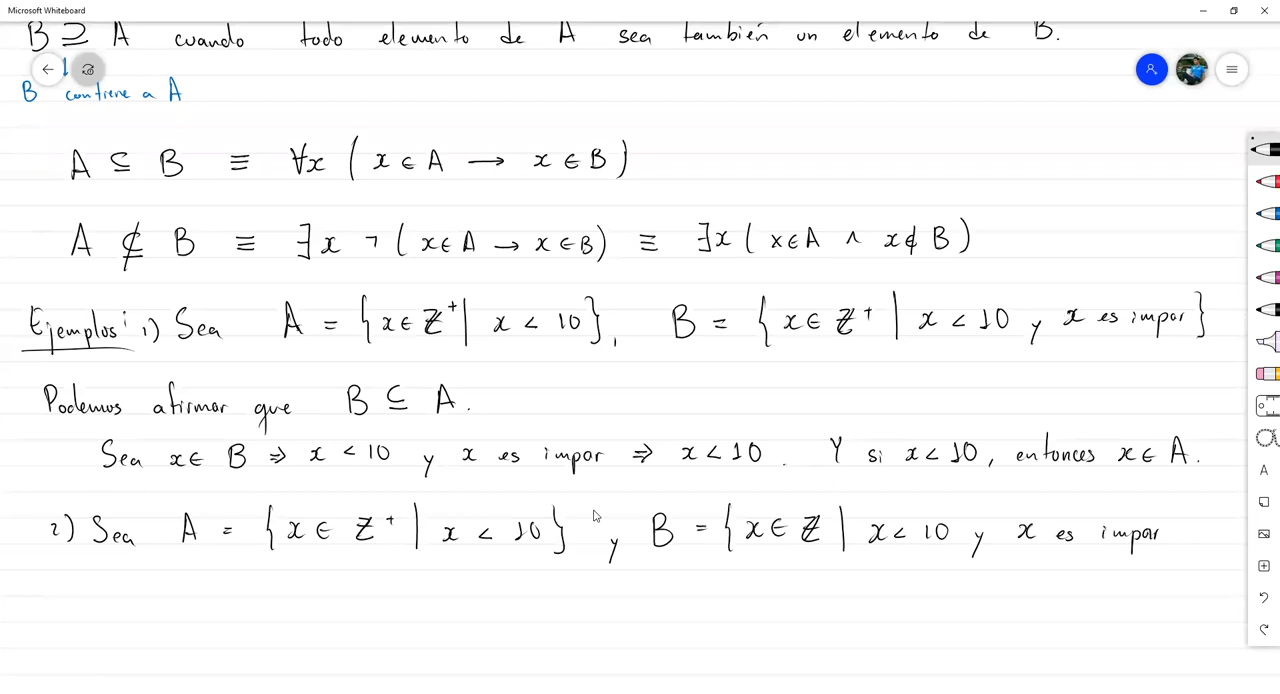 Microsoft Whiteboard
B ⊇ A cuando todo elemento de A sea también un elemento de B.
B contiene a A
A ⊆ B ≡ ∀x ( x ∈ A → x ∈ B )
A ⊈ B ≡ ∃x ¬ ( x ∈ A → x ∈ B ) ≡ ∃x ( x ∈ A ∧ x ∉ B )
Ejemplos: 1) Sea A = { x ∈ Z⁺ | x < 10 }, B = { x ∈ Z⁺ | x < 10 y x es impar }
Podemos afirmar que B ⊆ A.
Sea x ∈ B ⇒ x < 10 y x es impar ⇒ x < 10. Y si x < 10, entonces x ∈ A.
2) Sea A = { x ∈ Z⁺ | x < 10 } y B = { x ∈ Z | x < 10 y x es impar
A